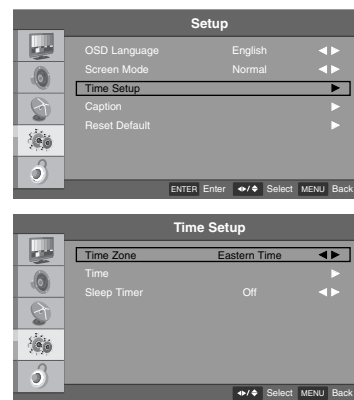 Setup
OSD Language English ◀ ▶
Screen Mode Normal ◀ ▶
Time Setup ▶
Caption ▶
Reset Default ▶
ENTER Enter ◂▸/▴▾ Select MENU Back
Time Setup
Time Zone Eastern Time ◀ ▶
Time ▶
Sleep Timer Off ◀ ▶
◂▸/▴▾ Select MENU Back